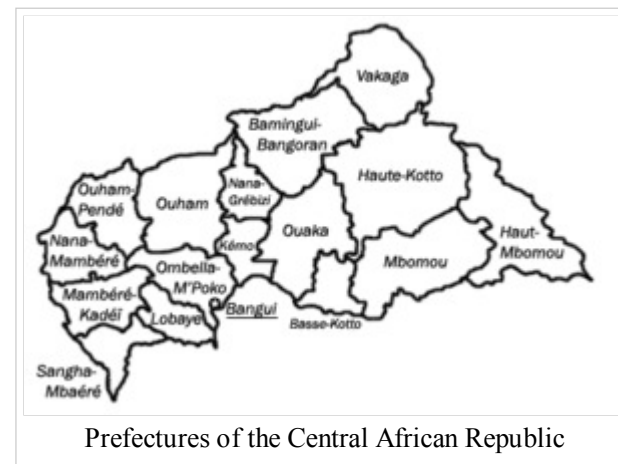 Vakaga
Bamingui-
Bangoran
Haute-Kotto
Ouham-
Pendé
Ouham
Nana-
Grébizi
Ouaka
Haut-
Mbomou
Nana-
Mambéré
Kémo
Mbomou
Ombella-
M'Poko
Mambéré-
Kadéï
Lobaye
Bangui
Basse-Kotto
Sangha-
Mbaéré
Prefectures of the Central African Republic